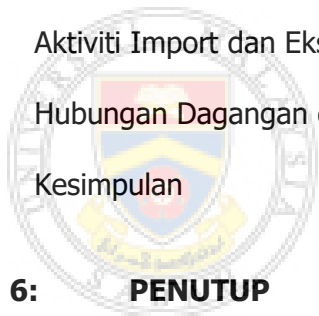 Aktiviti Import dan Eks
Hubungan Dagangan
Kesimpulan
6: PENUTUP